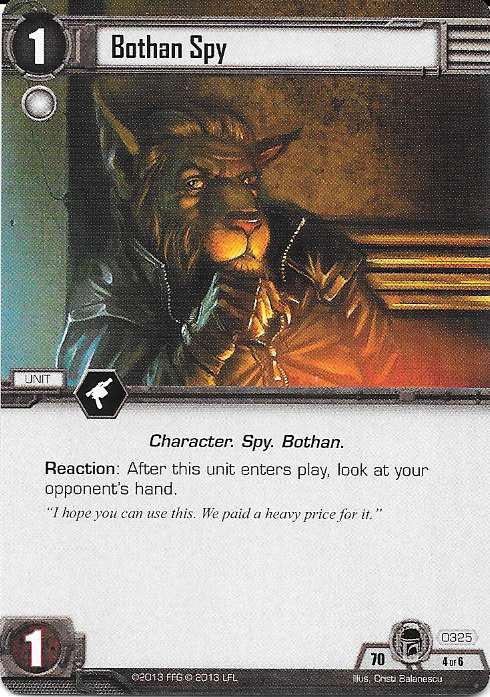 1
Bothan Spy
UNIT
Character. Spy. Bothan.
Reaction: After this unit enters play, look at your
opponent's hand.
"I hope you can use this. We paid a heavy price for it."
1
70
0325
4 OF 6
©2013 FFG © 2013 LFL
Illus. Cristi Balanescu